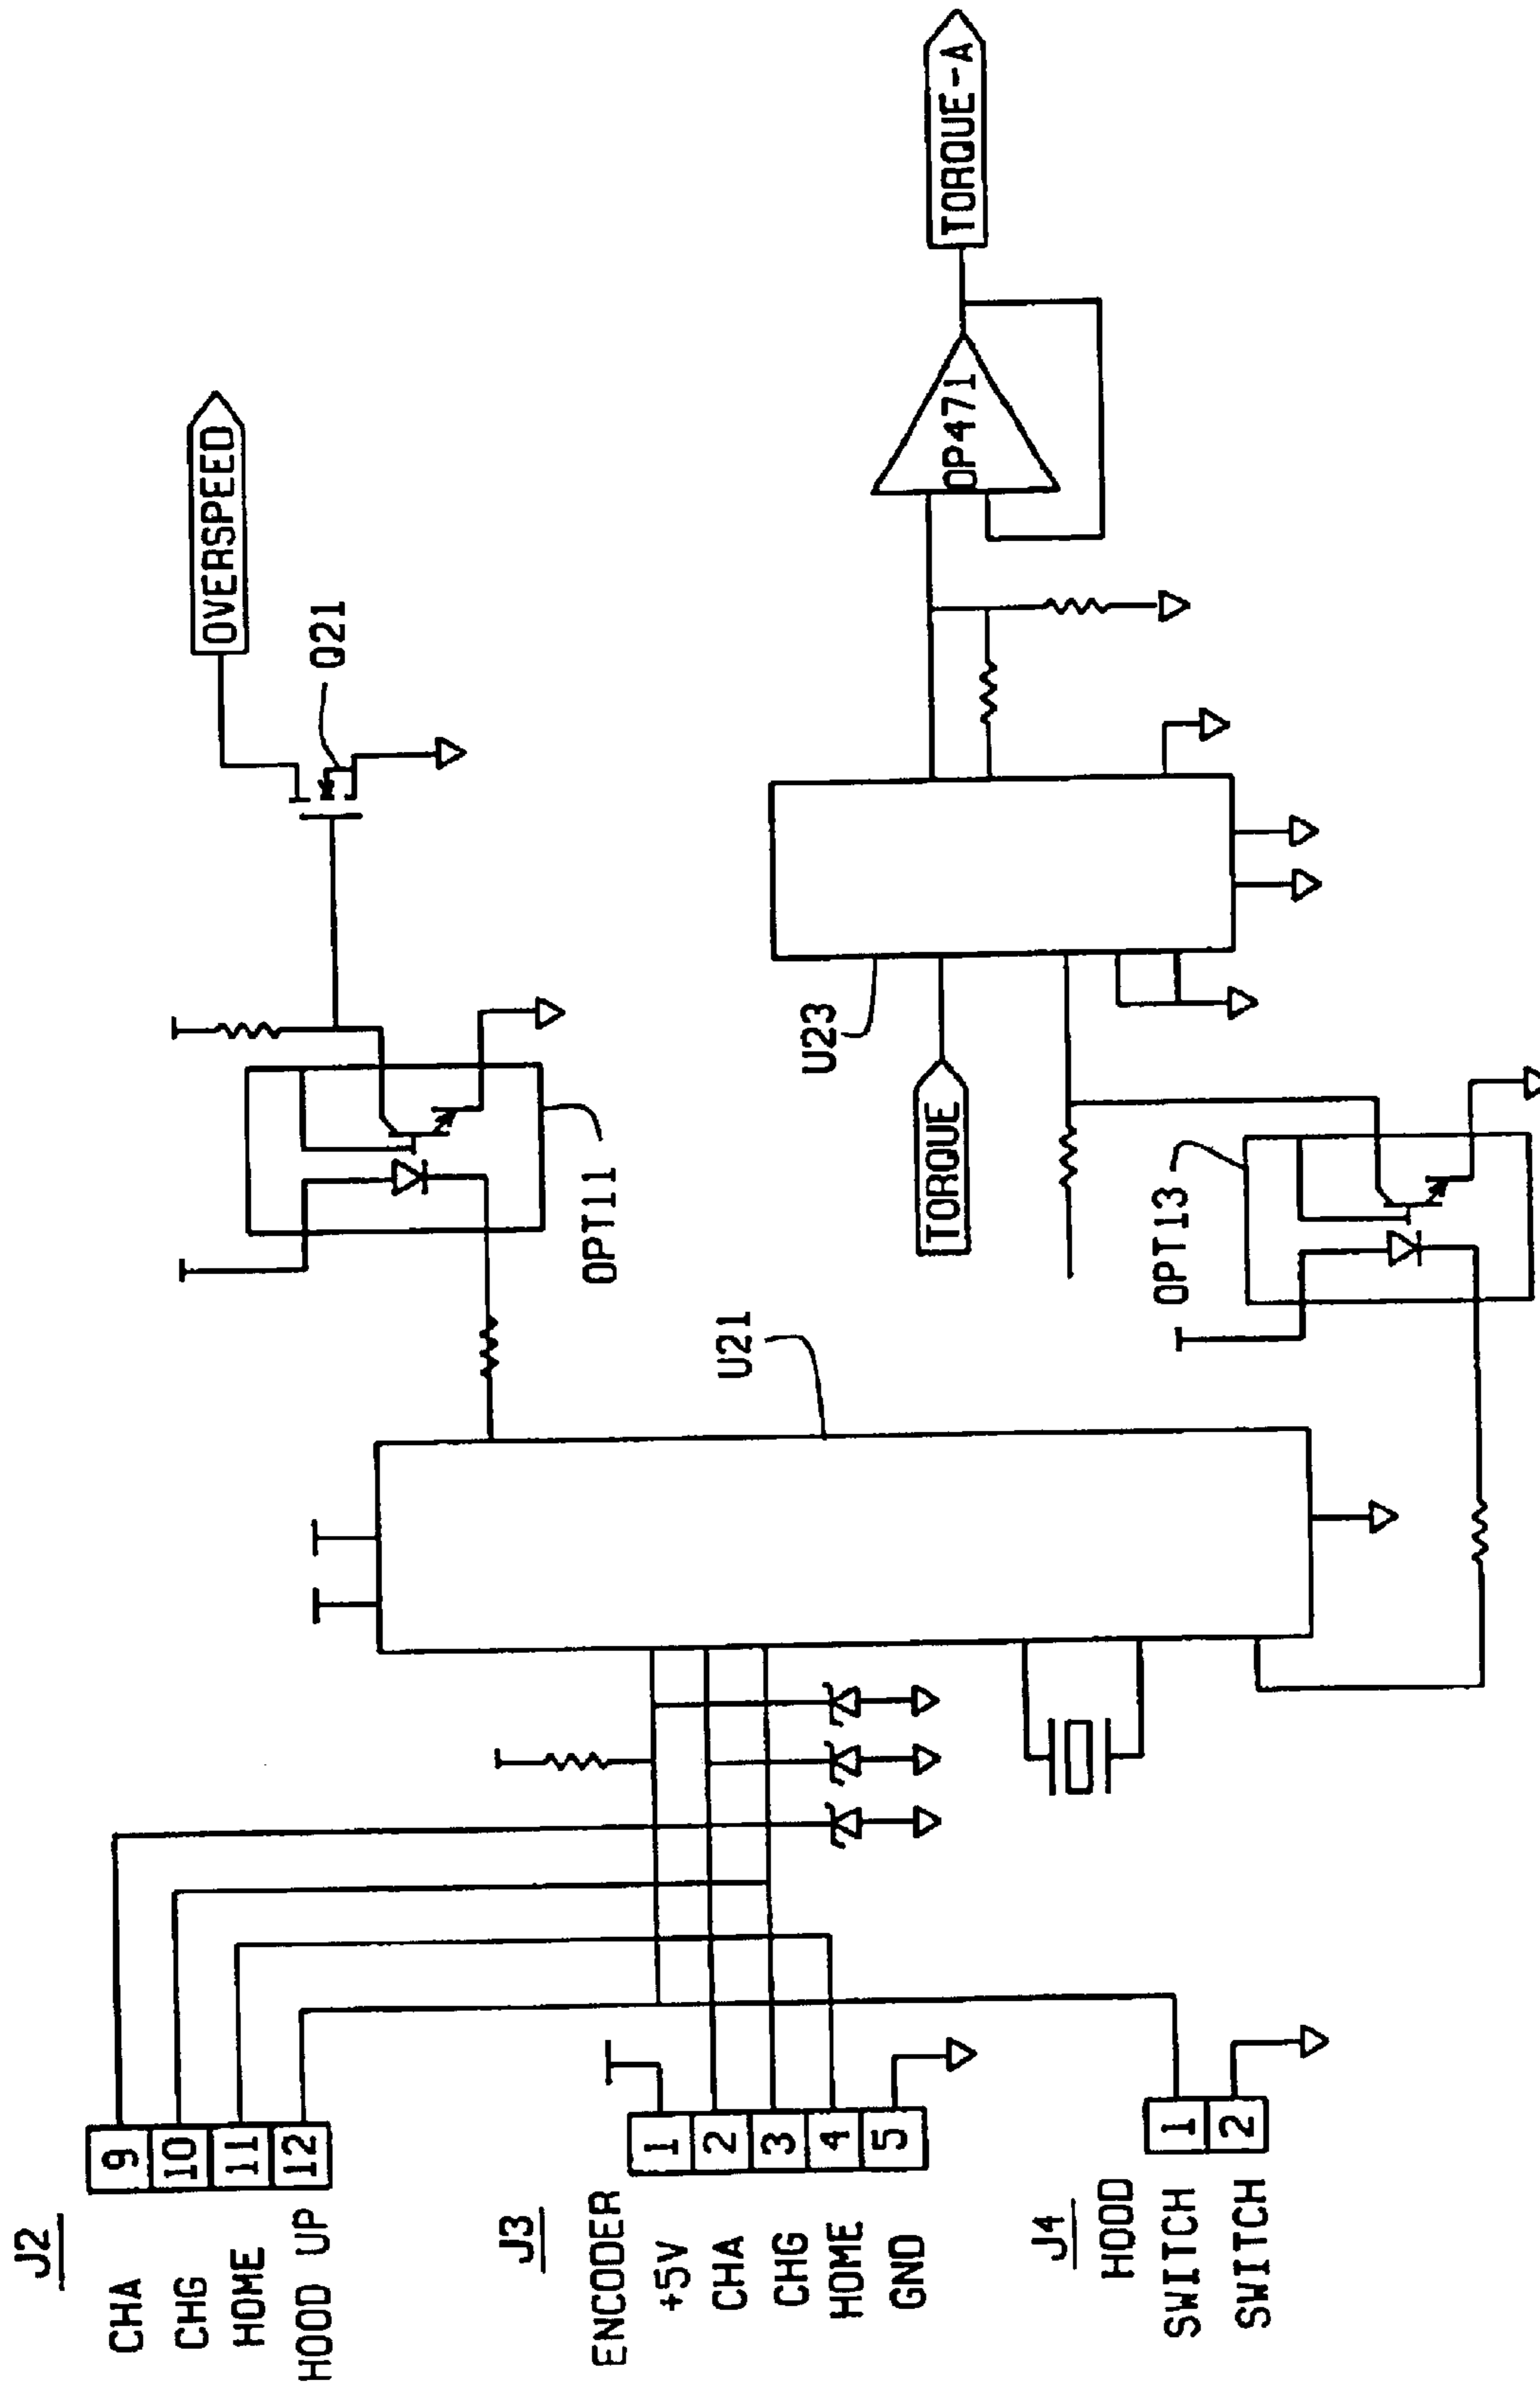 J2
CHA
CHG
HOME
HOOD UP
9
10
11
12
J3
ENCODER
+5V
CHA
CHG
HOME
GND
1
2
3
4
5
J4
HOOD
SWITCH
SWITCH
1
2
U21
OPT11
OPT13
Q21
OVERSPEED
U23
TORQUE
OP471
TORQUE-A